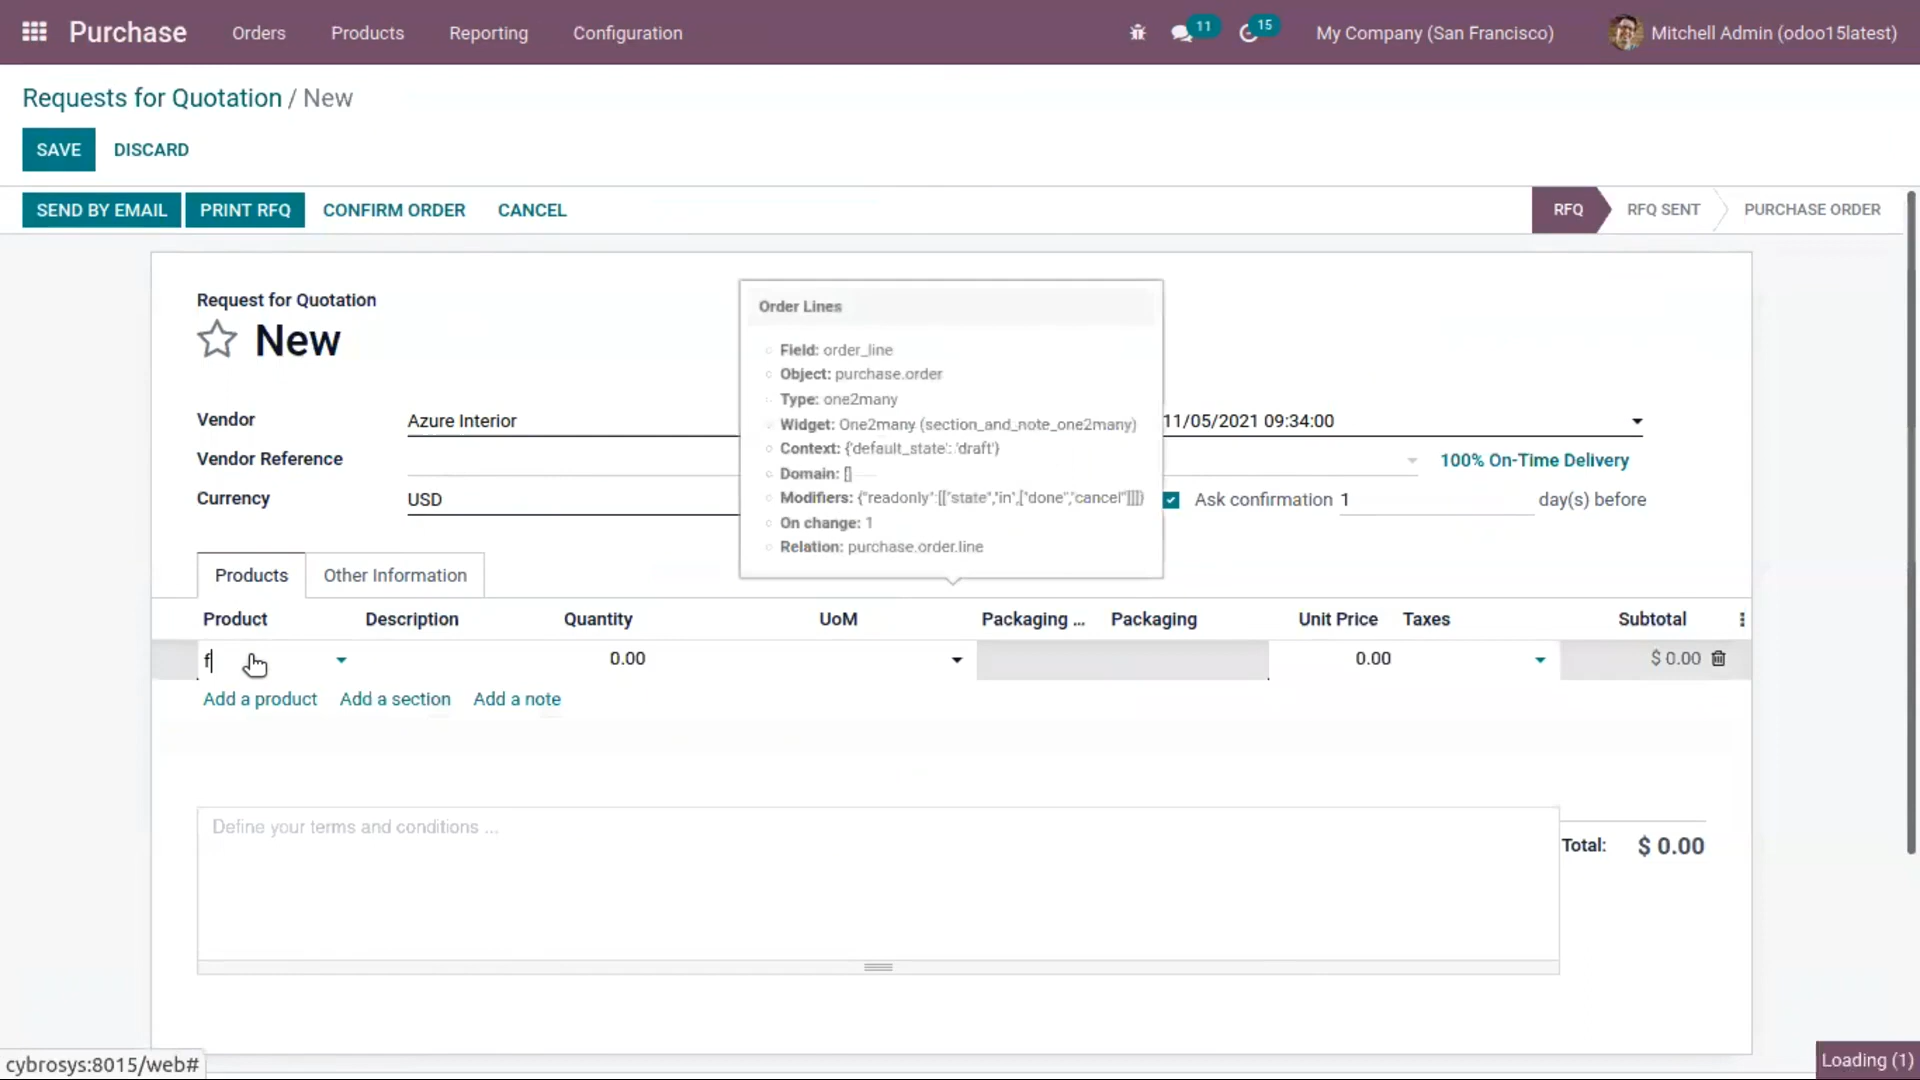 Purchase Orders Products Reporting Configuration 11 15 My Company (San Francisco) Mitchell Admin (odoo15latest)
Requests for Quotation / New
SAVE DISCARD
SEND BY EMAIL PRINT RFQ CONFIRM ORDER CANCEL RFQ RFQ SENT PURCHASE ORDER
Request for Quotation
New
Order Lines
Field: order_line
Object: purchase.order
Type: one2many
Widget: One2many (section_and_note_one2many)
Context: {'default_state': 'draft'}
Domain: []
Modifiers: {"readonly":[["state","in",["done","cancel"]]]}
On change: 1
Relation: purchase.order.line
Vendor Azure Interior 11/05/2021 09:34:00
Vendor Reference 100% On-Time Delivery
Currency USD Ask confirmation 1 day(s) before
Products Other Information
Product Description Quantity UoM Packaging ... Packaging Unit Price Taxes Subtotal
f 0.00 0.00 $ 0.00
Add a product Add a section Add a note
Define your terms and conditions ...
Total: $ 0.00
cybrosys:8015/web# Loading (1)